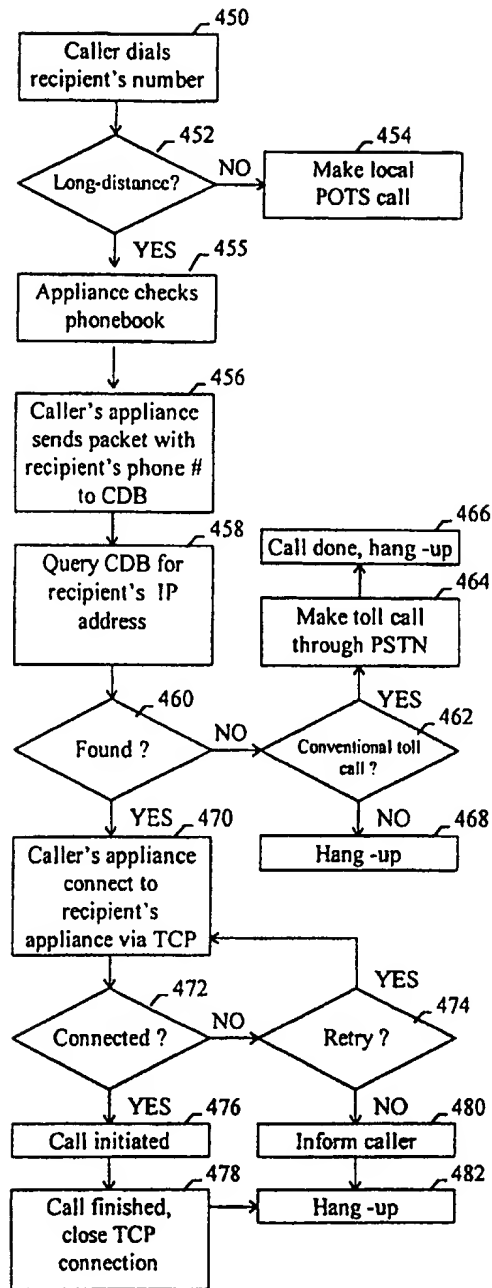 450
Caller dials
recipient's number
452
454
Long-distance?
NO
Make local
POTS call
YES
455
Appliance checks
phonebook
456
Caller's appliance
sends packet with
recipient's phone #
to CDB
458
Query CDB for
recipient's IP
address
466
Call done, hang -up
464
Make toll call
through PSTN
460
YES
462
Found ?
NO
Conventional toll
call ?
YES
470
NO
468
Caller's appliance
connect to
recipient's
appliance via TCP
Hang -up
472
YES
474
Connected ?
NO
Retry ?
YES
476
NO
480
Call initiated
Inform caller
478
482
Call finished,
close TCP
connection
Hang -up